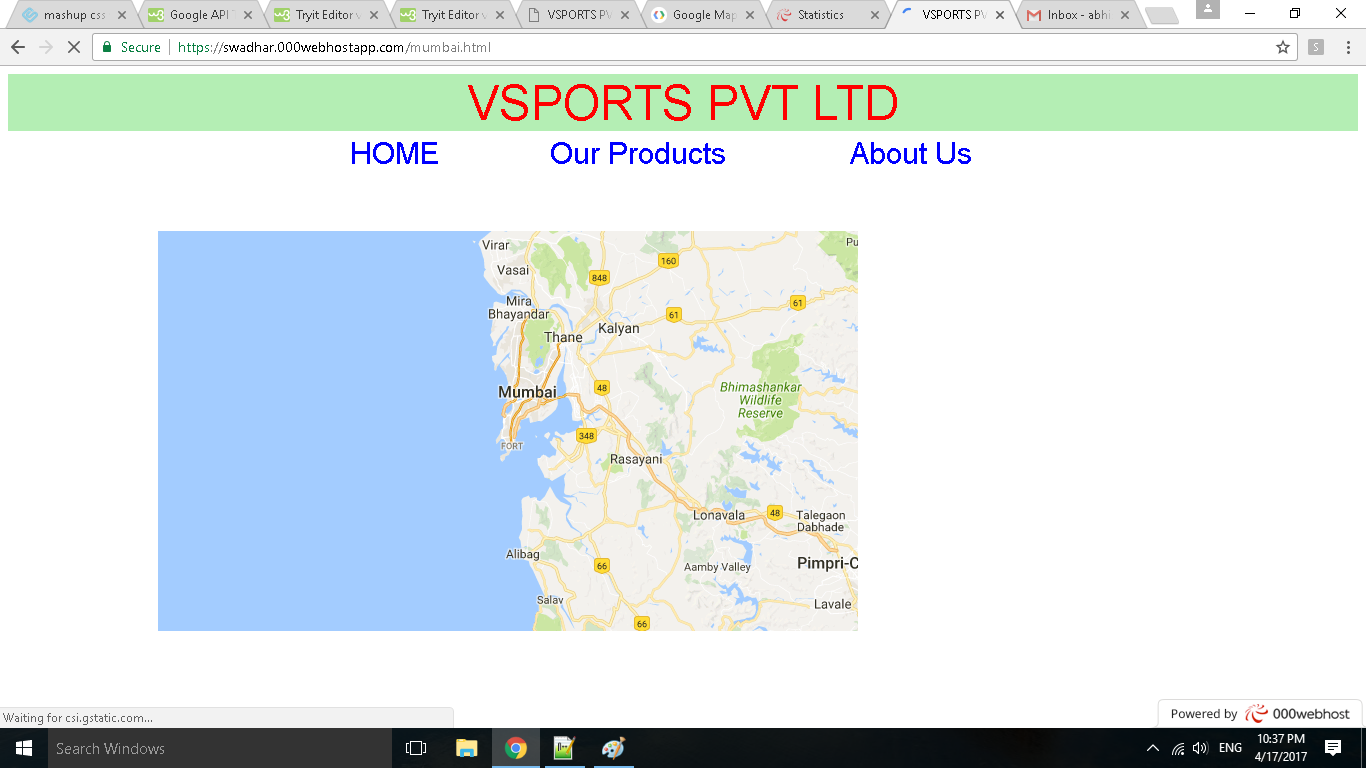 mashup css
Google API
Tryit Editor v
Tryit Editor v
VSPORTS PV
Google Map
Statistics
VSPORTS PV
Inbox - abhi
Secure https://swadhar.000webhostapp.com/mumbai.html
S
VSPORTS PVT LTD
HOME Our Products About Us
Virar
Pu
160
Vasai
848
Mira
Bhayandar
61
61
Kalyan
Thane
48
Mumbai
Bhimashankar
Wildlife
Reserve
348
FORT
Rasayani
Lonavala
48
Talegaon
Dabhade
Alibag
66
Aamby Valley
Pimpri-C
Salav
Lavale
66
Waiting for csi.gstatic.com...
Powered by 000webhost
Search Windows
ENG
10:37 PM
4/17/2017